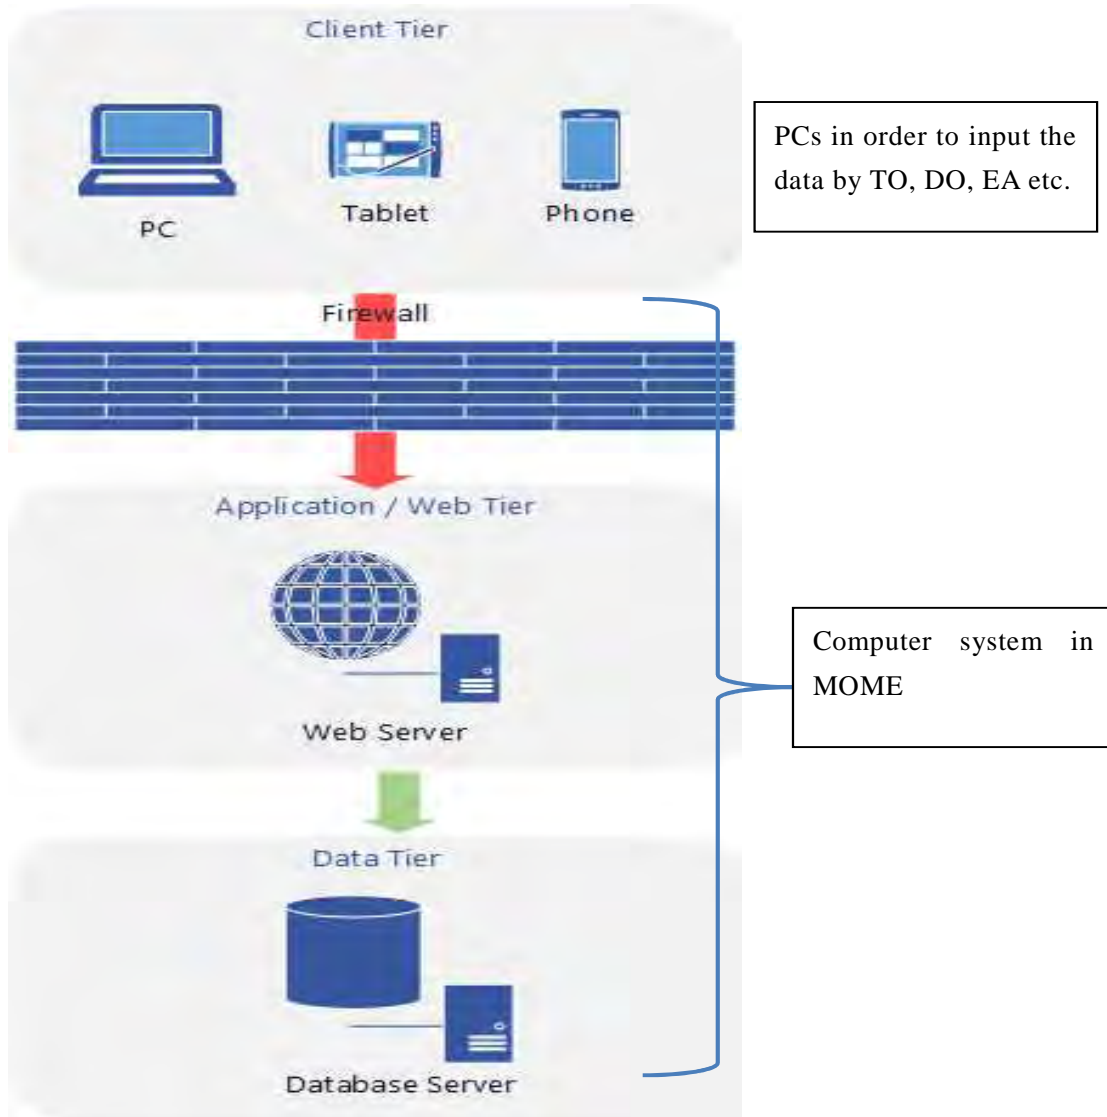 Client Tier
PC
Tablet
Phone
PCs in order to input the
data by TO, DO, EA etc.
Firewall
Application / Web Tier
Web Server
Computer system in
MOME
Data Tier
Database Server